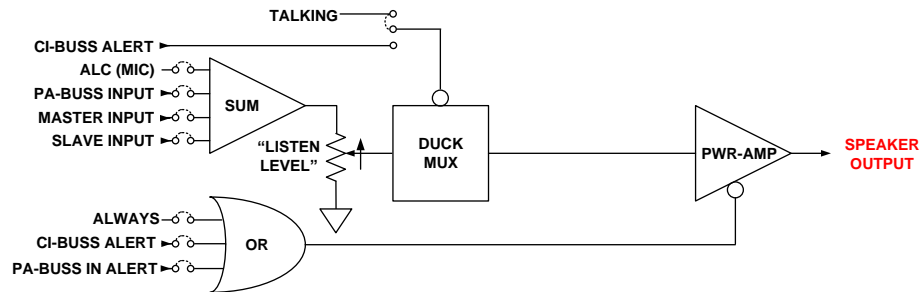 TALKING
CI-BUSS ALERT
ALC (MIC)
PA-BUSS INPUT
MASTER INPUT
SLAVE INPUT
SUM
“LISTEN
LEVEL”
DUCK
MUX
PWR-AMP
SPEAKER
OUTPUT
ALWAYS
CI-BUSS ALERT
PA-BUSS IN ALERT
OR